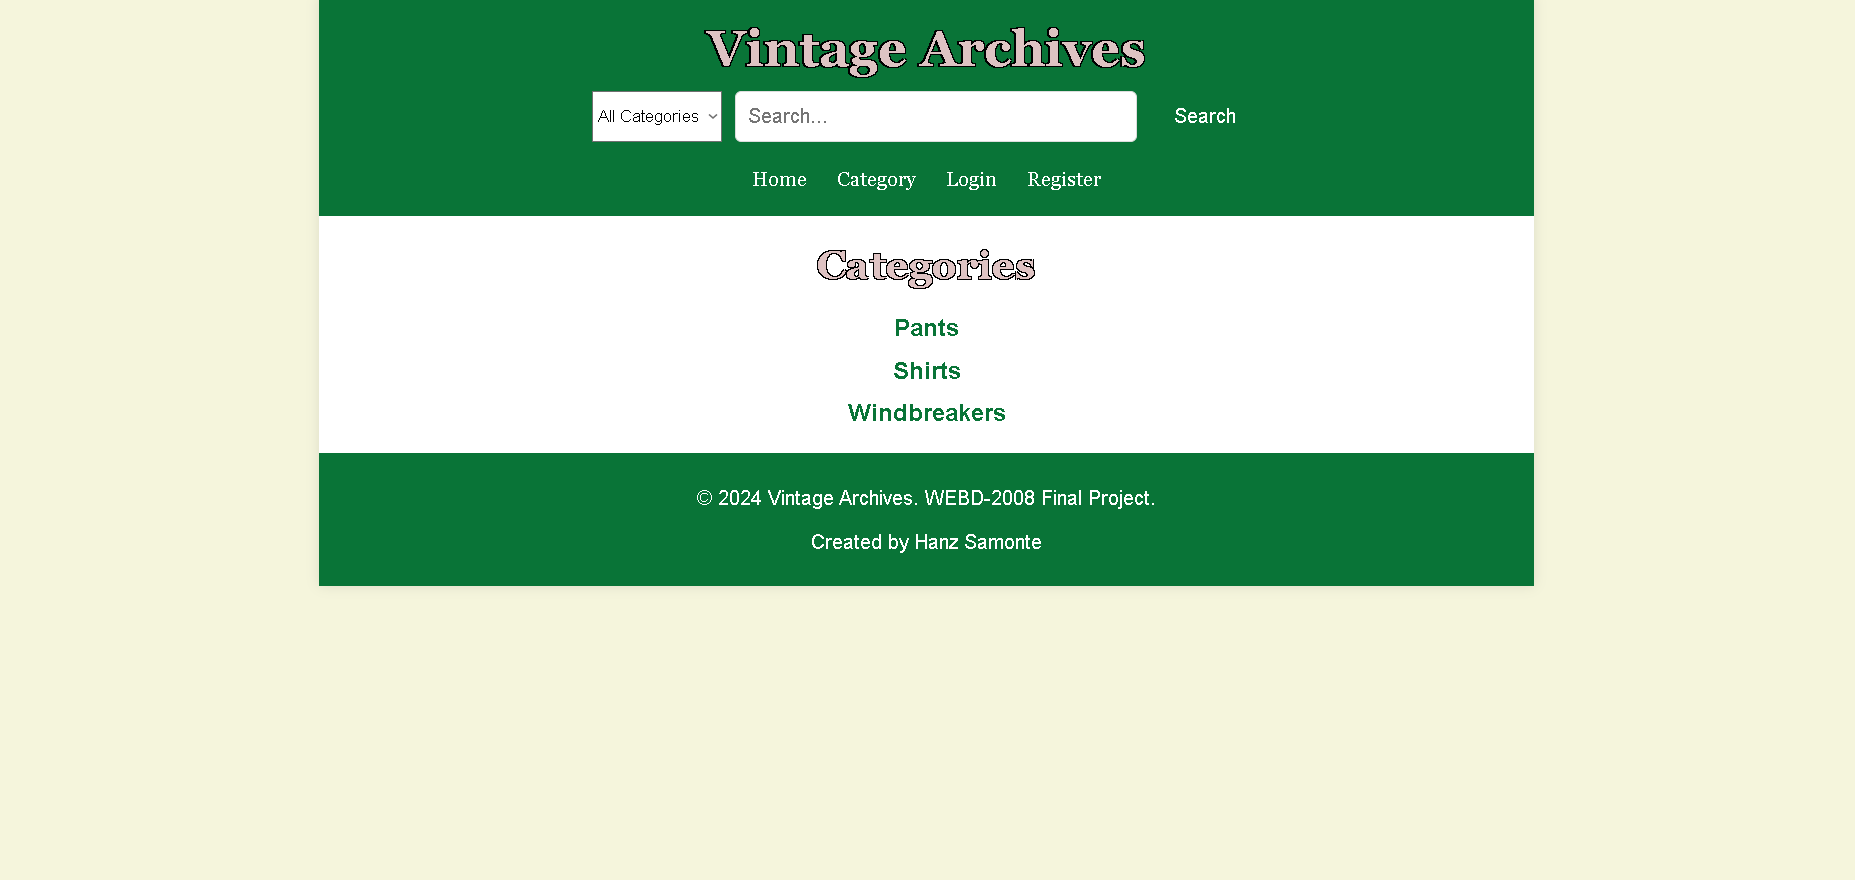 Vintage Archives
All Categories Search... Search
Home Category Login Register
Categories
Pants
Shirts
Windbreakers
© 2024 Vintage Archives. WEBD-2008 Final Project.
Created by Hanz Samonte